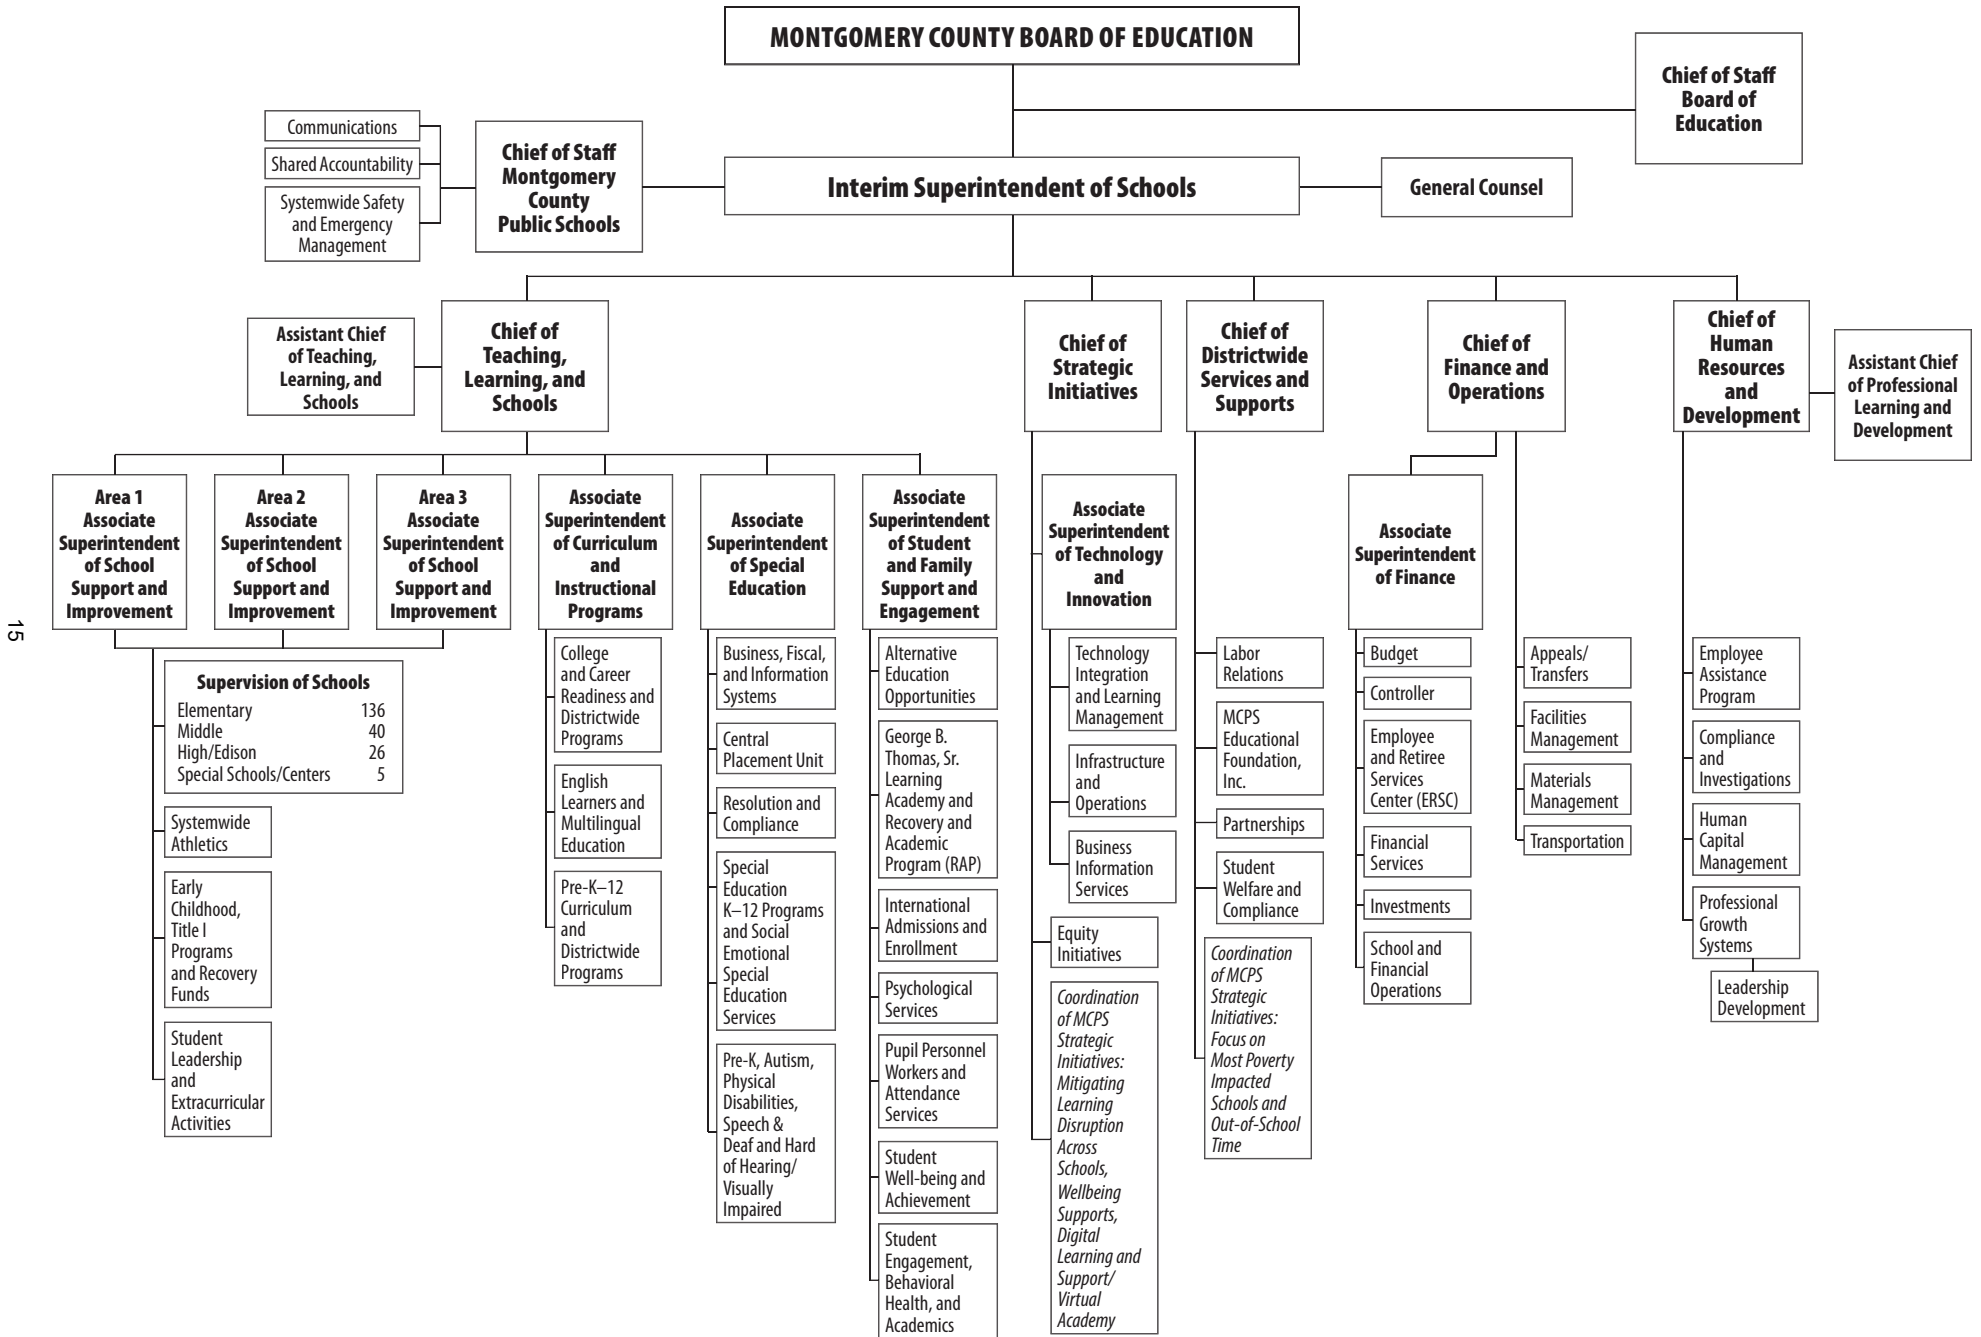 MONTGOMERY COUNTY BOARD OF EDUCATION
Chief of Staff
Board of
Education
Communications
Shared Accountability
Systemwide Safety
and Emergency
Management
Chief of Staff
Montgomery
County
Public Schools
Interim Superintendent of Schools
General Counsel
Assistant Chief
of Teaching,
Learning, and
Schools
Chief of
Teaching,
Learning, and
Schools
Chief of
Strategic
Initiatives
Chief of
Districtwide
Services and
Supports
Chief of
Finance and
Operations
Chief of
Human
Resources
and
Development
Assistant Chief
of Professional
Learning and
Development
Area 1
Associate
Superintendent
of School
Support and
Improvement
Area 2
Associate
Superintendent
of School
Support and
Improvement
Area 3
Associate
Superintendent
of School
Support and
Improvement
Associate
Superintendent
of Curriculum
and
Instructional
Programs
Associate
Superintendent
of Special
Education
Associate
Superintendent
of Student
and Family
Support and
Engagement
Associate
Superintendent
of Technology
and
Innovation
Associate
Superintendent
of Finance
Supervision of Schools
Elementary 136
Middle 40
High/Edison 26
Special Schools/Centers 5
Systemwide
Athletics
Early
Childhood,
Title I
Programs
and Recovery
Funds
Student
Leadership
and
Extracurricular
Activities
College
and Career
Readiness and
Districtwide
Programs
English
Learners and
Multilingual
Education
Pre-K–12
Curriculum
and
Districtwide
Programs
Business, Fiscal,
and Information
Systems
Central
Placement Unit
Resolution and
Compliance
Special
Education
K–12 Programs
and Social
Emotional
Special
Education
Services
Pre-K, Autism,
Physical
Disabilities,
Speech &
Deaf and Hard
of Hearing/
Visually
Impaired
Alternative
Education
Opportunities
George B.
Thomas, Sr.
Learning
Academy and
Recovery and
Academic
Program (RAP)
International
Admissions and
Enrollment
Psychological
Services
Pupil Personnel
Workers and
Attendance
Services
Student
Well-being and
Achievement
Student
Engagement,
Behavioral
Health, and
Academics
Technology
Integration
and Learning
Management
Infrastructure
and
Operations
Business
Information
Services
Equity
Initiatives
Coordination
of MCPS
Strategic
Initiatives:
Mitigating
Learning
Disruption
Across
Schools,
Wellbeing
Supports,
Digital
Learning and
Support/
Virtual
Academy
Labor
Relations
MCPS
Educational
Foundation,
Inc.
Partnerships
Student
Welfare and
Compliance
Coordination
of MCPS
Strategic
Initiatives:
Focus on
Most Poverty
Impacted
Schools and
Out-of-School
Time
Budget
Controller
Employee
and Retiree
Services
Center (ERSC)
Financial
Services
Investments
School and
Financial
Operations
Appeals/
Transfers
Facilities
Management
Materials
Management
Transportation
Employee
Assistance
Program
Compliance
and
Investigations
Human
Capital
Management
Professional
Growth
Systems
Leadership
Development
15